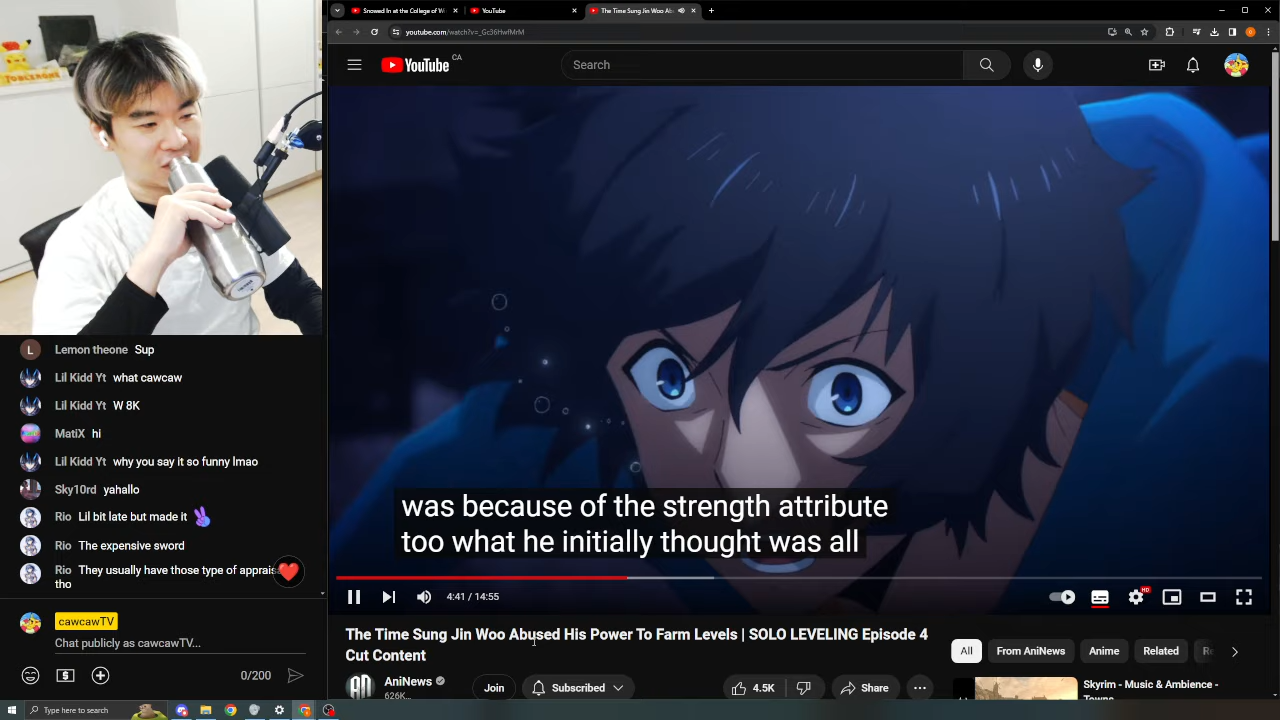 Snowed In at the College of W
YouTube
The Time Sung Jin Woo Ab
youtube.com/watch?v=_Gc36HwfMrM
YouTube CA
Search
was because of the strength attribute
too what he initially thought was all
4:41 / 14:55
HD
The Time Sung Jin Woo Abused His Power To Farm Levels | SOLO LEVELING Episode 4
Cut Content
AniNews
626K
Join
Subscribed
4.5K
Share
All
From AniNews
Anime
Related
Skyrim - Music & Ambience -
Towns
L
Lemon theone Sup
Lil Kidd Yt what cawcaw
Lil Kidd Yt W 8K
MatiX hi
Lil Kidd Yt why you say it so funny lmao
Sky10rd yahallo
Rio Lil bit late but made it
Rio The expensive sword
Rio They usually have those type of apprais
tho
cawcawTV
Chat publicly as cawcawTV...
0/200
Type here to search